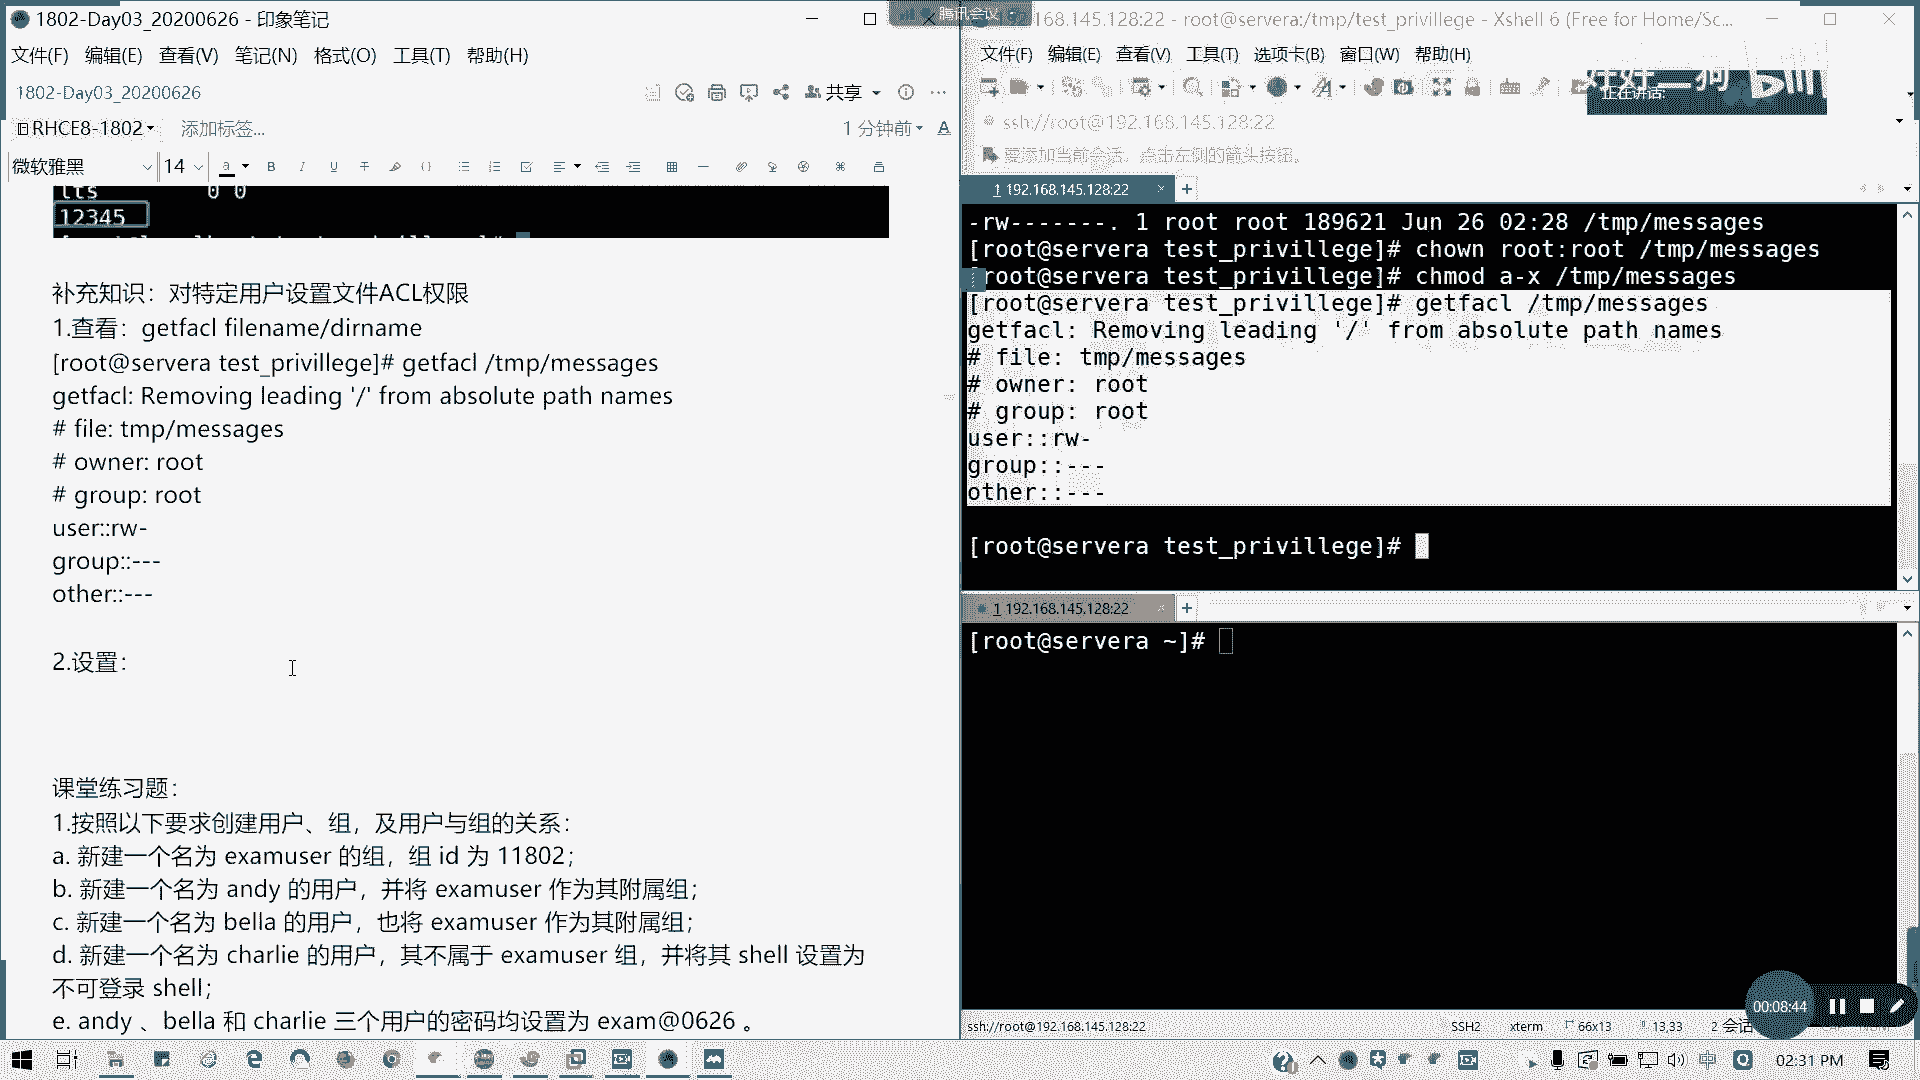 1802-Day03_20200626 - 印象笔记
腾讯会议
文件(F) 编辑(E) 查看(V) 笔记(N) 格式(O) 工具(T) 帮助(H)
1802-Day03_20200626
共享
RHCE8-1802
添加标签...
1 分钟前
微软雅黑 14
lts 0 0
12345
补充知识：对特定用户设置文件ACL权限
1.查看：getfacl filename/dirname
[root@servera test_privillege]# getfacl /tmp/messages
getfacl: Removing leading '/' from absolute path names
# file: tmp/messages
# owner: root
# group: root
user::rw-
group::---
other::---
2.设置：
课堂练习题：
1.按照以下要求创建用户、组，及用户与组的关系：
a. 新建一个名为 examuser 的组，组 id 为 11802；
b. 新建一个名为 andy 的用户，并将 examuser 作为其附属组；
c. 新建一个名为 bella 的用户，也将 examuser 作为其附属组；
d. 新建一个名为 charlie 的用户，其不属于 examuser 组，并将其 shell 设置为
不可登录 shell；
e. andy 、bella 和 charlie 三个用户的密码均设置为 exam@0626 。
168.145.128:22 - root@servera:/tmp/test_privillege - Xshell 6 (Free for Home/Sc...
文件(F) 编辑(E) 查看(V) 工具(T) 选项卡(B) 窗口(W) 帮助(H)
正在讲话:
ssh://root@192.168.145.128:22
要添加当前会话，点击左侧的箭头按钮。
1 192.168.145.128:22
-rw-------. 1 root root 189621 Jun 26 02:28 /tmp/messages
[root@servera test_privillege]# chown root:root /tmp/messages
[root@servera test_privillege]# chmod a-x /tmp/messages
[root@servera test_privillege]# getfacl /tmp/messages
getfacl: Removing leading '/' from absolute path names
# file: tmp/messages
# owner: root
# group: root
user::rw-
group::---
other::---
[root@servera test_privillege]#
1 192.168.145.128:22
[root@servera ~]#
00:08:44
ssh://root@192.168.145.128:22 SSH2 xterm 66x13 13,33 2 会话
中
02:31 PM